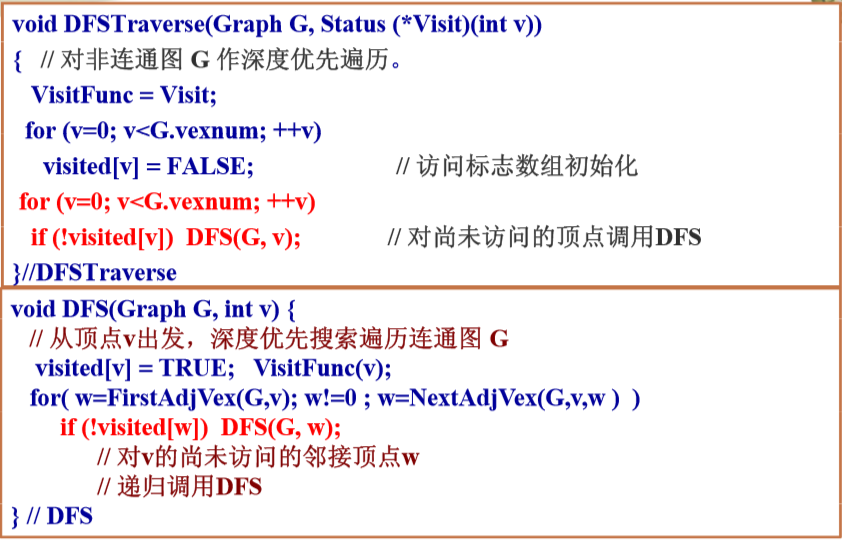 void DFSTraverse(Graph G, Status (*Visit)(int v))
{ // 对非连通图 G 作深度优先遍历。
VisitFunc = Visit;
for (v=0; v<G.vexnum; ++v)
visited[v] = FALSE; // 访问标志数组初始化
for (v=0; v<G.vexnum; ++v)
if (!visited[v]) DFS(G, v); // 对尚未访问的顶点调用DFS
}//DFSTraverse
void DFS(Graph G, int v) {
// 从顶点v出发，深度优先搜索遍历连通图 G
visited[v] = TRUE; VisitFunc(v);
for( w=FirstAdjVex(G,v); w!=0 ; w=NextAdjVex(G,v,w ) )
if (!visited[w]) DFS(G, w);
// 对v的尚未访问的邻接顶点w
// 递归调用DFS
} // DFS